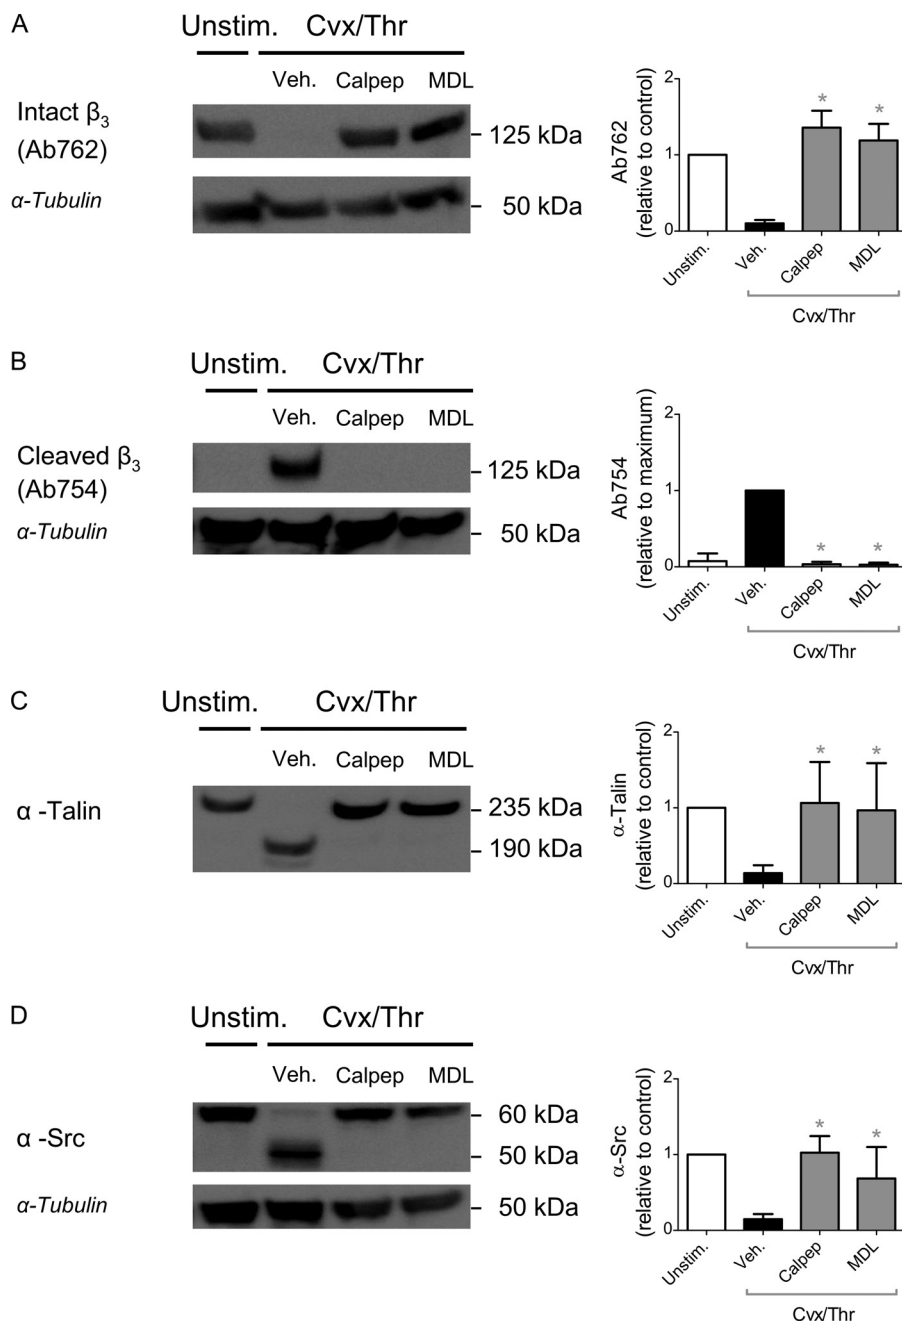 A
Unstim. Cvx/Thr
Veh. Calpep MDL
Intact β3
(Ab762)
125 kDa
α-Tubulin
50 kDa
Ab762
(relative to control)
2
1
0
Unstim.
Veh.
Calpep
MDL
* *
Cvx/Thr
B
Unstim. Cvx/Thr
Veh. Calpep MDL
Cleaved β3
(Ab754)
125 kDa
α-Tubulin
50 kDa
Ab754
(relative to maximum)
2
1
0
Unstim.
Veh.
Calpep
MDL
* *
Cvx/Thr
C
Unstim. Cvx/Thr
Veh. Calpep MDL
α -Talin
235 kDa
190 kDa
α-Talin
(relative to control)
2
1
0
Unstim.
Veh.
Calpep
MDL
* *
Cvx/Thr
D
Unstim. Cvx/Thr
Veh. Calpep MDL
α -Src
60 kDa
50 kDa
α-Tubulin
50 kDa
α-Src
(relative to control)
2
1
0
Unstim.
Veh.
Calpep
MDL
* *
Cvx/Thr